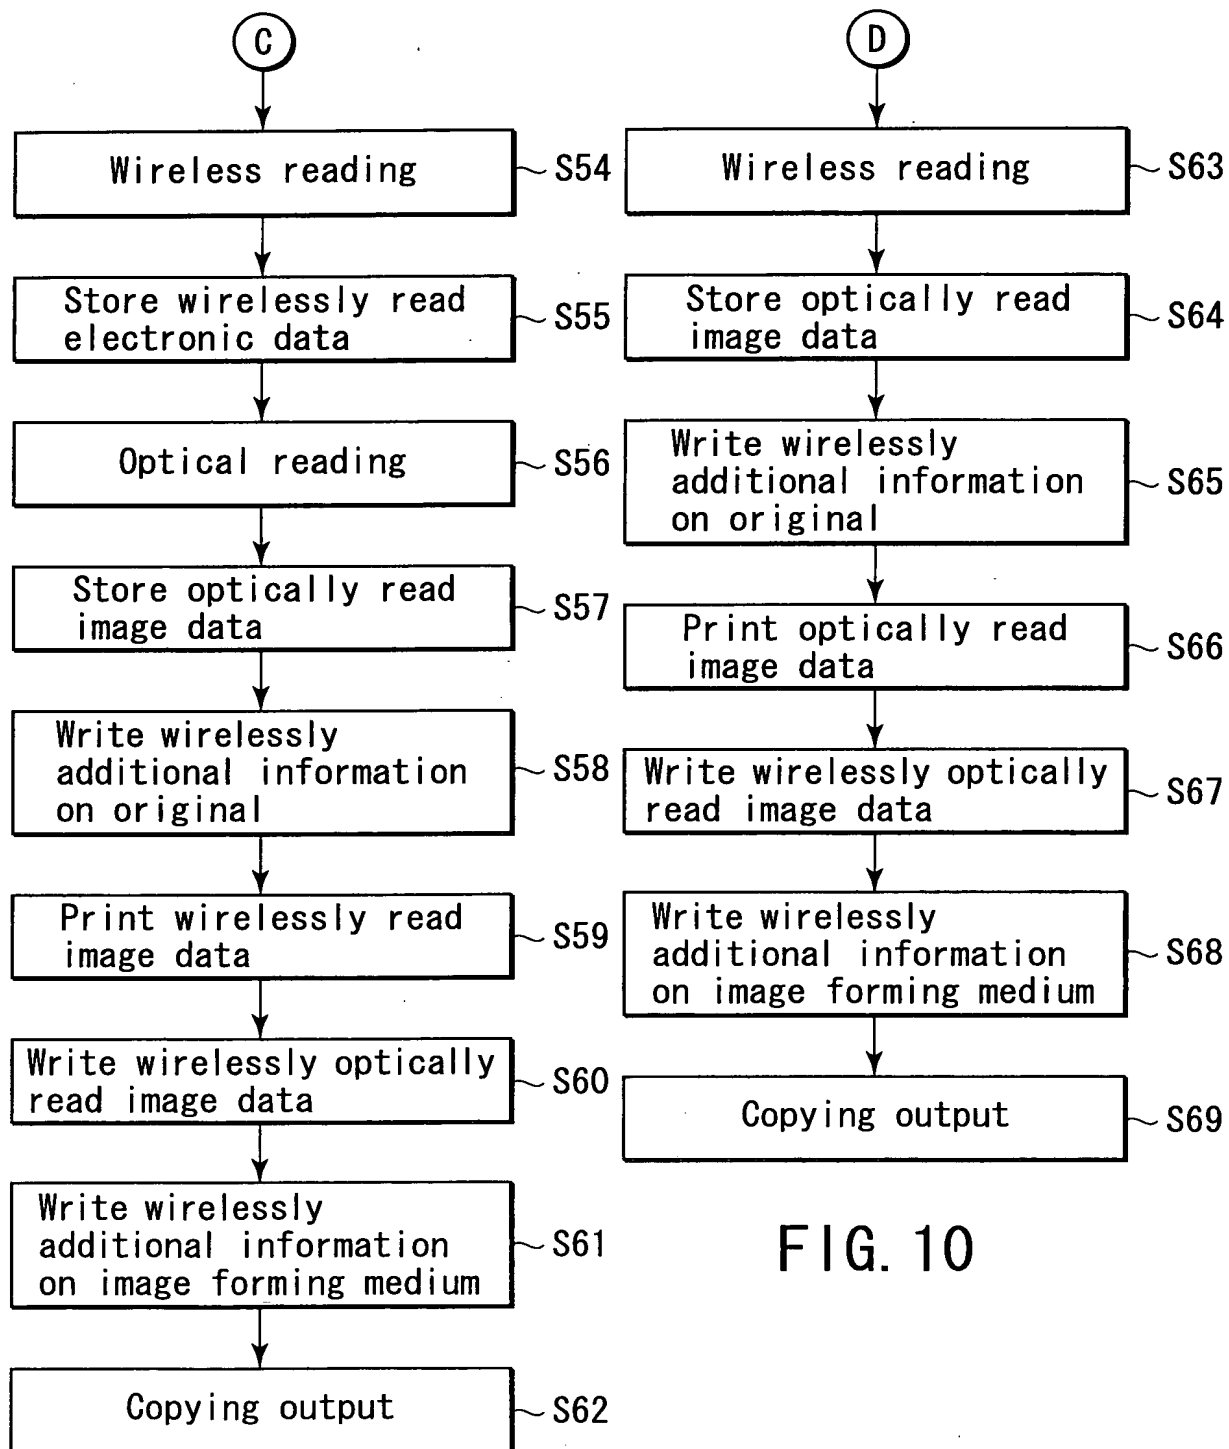 C
Wireless reading
S54
Store wirelessly read
electronic data
S55
Optical reading
S56
Store optically read
image data
S57
Write wirelessly
additional information
on original
S58
Print wirelessly read
image data
S59
Write wirelessly optically
read image data
S60
Write wirelessly
additional information
on image forming medium
S61
Copying output
S62
D
Wireless reading
S63
Store optically read
image data
S64
Write wirelessly
additional information
on original
S65
Print optically read
image data
S66
Write wirelessly optically
read image data
S67
Write wirelessly
additional information
on image forming medium
S68
Copying output
S69
FIG. 10